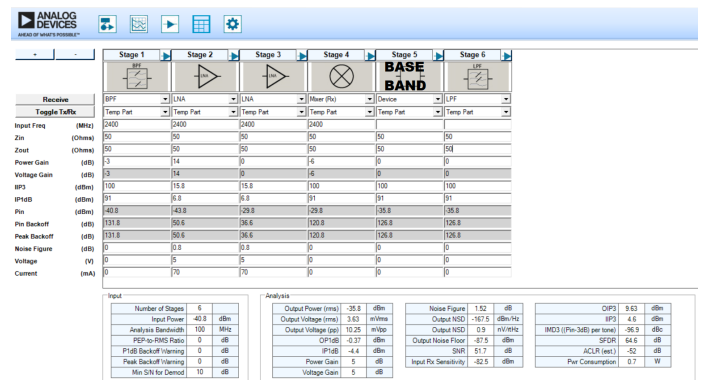 ANALOG
DEVICES
AHEAD OF WHAT'S POSSIBLE™
+ -
Stage 1 Stage 2 Stage 3 Stage 4 Stage 5 Stage 6
BPF LNA LNA BASE BAND LPF
Receive BPF LNA LNA Mixer (Rx) Device LPF
Toggle Tx/Rx Temp Part Temp Part Temp Part Temp Part Temp Part Temp Part
Input Freq (MHz) 2400 2400 2400 2400
Zin (Ohms) 50 50 50 50 50 50
Zout (Ohms) 50 50 50 50 50 50
Power Gain (dB) -3 14 0 -6 0 0
Voltage Gain (dB) -3 14 0 -6 0 0
IIP3 (dBm) 100 15.8 15.8 100 100 100
IP1dB (dBm) 91 6.8 6.8 91 91 91
Pin (dBm) -40.8 -43.8 -29.8 -29.8 -35.8 -35.8
Pin Backoff (dB) 131.8 50.6 36.6 120.8 126.8 126.8
Peak Backoff (dB) 131.8 50.6 36.6 120.8 126.8 126.8
Noise Figure (dB) 0 0.8 0.8 0 0 0
Voltage (V) 0 5 5 0 0 0
Current (mA) 0 70 70 0 0 0
Input Analysis
Number of Stages 6 Output Power (rms) -35.8 dBm Noise Figure 1.52 dB OIP3 9.63 dBm
Input Power -40.8 dBm Output Voltage (rms) 3.63 mVrms Output NSD -167.5 dBm/Hz IIP3 4.6 dBm
Analysis Bandwidth 100 MHz Output Voltage (pp) 10.25 mVpp Output NSD 0.9 nV/rtHz IMD3 ((Pin-3dB) per tone) -96.9 dBc
PEP-to-RMS Ratio 0 dB OP1dB -0.37 dBm Output Noise Floor -87.5 dBm SFDR 64.6 dB
P1dB Backoff Warning 0 dB IP1dB -4.4 dBm SNR 51.7 dB ACLR (est.) -52 dB
Peak Backoff Warning 0 dB Power Gain 5 dB Input Rx Sensitivity -82.5 dBm Pwr Consumption 0.7 W
Min S/N for Demod 10 dB Voltage Gain 5 dB